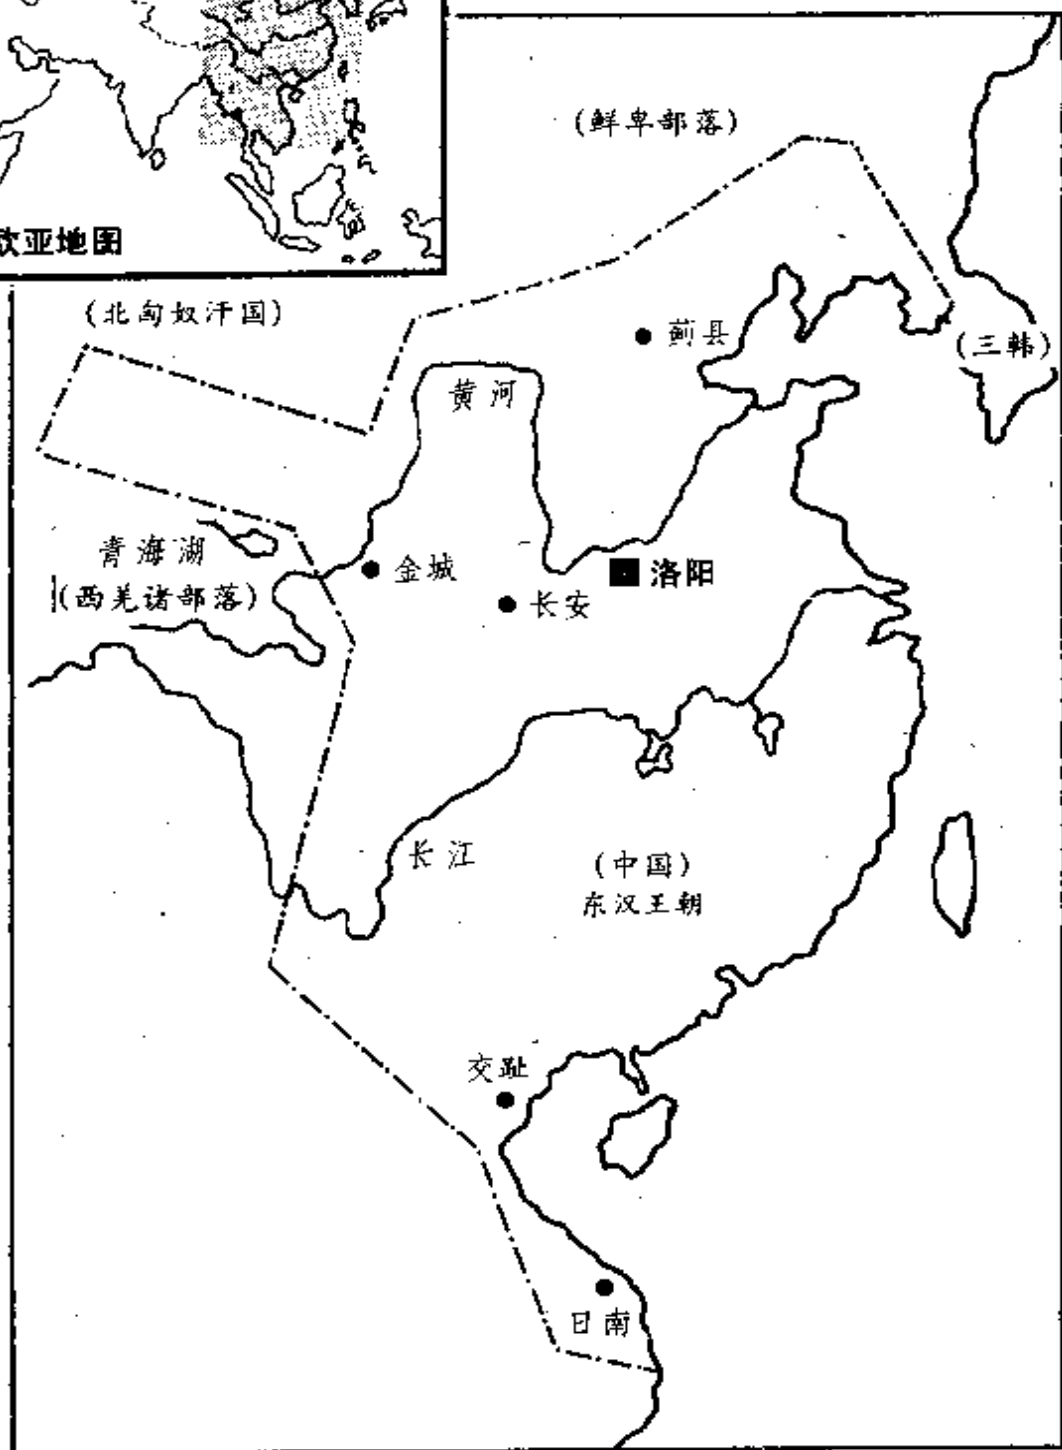 欧亚地图
(鲜卑部落)
(北匈奴汗国)
蓟县
(三韩)
黄河
青海湖
(西羌诸部落)
金城
洛阳
长安
长江
(中国)
东汉王朝
交趾
日南